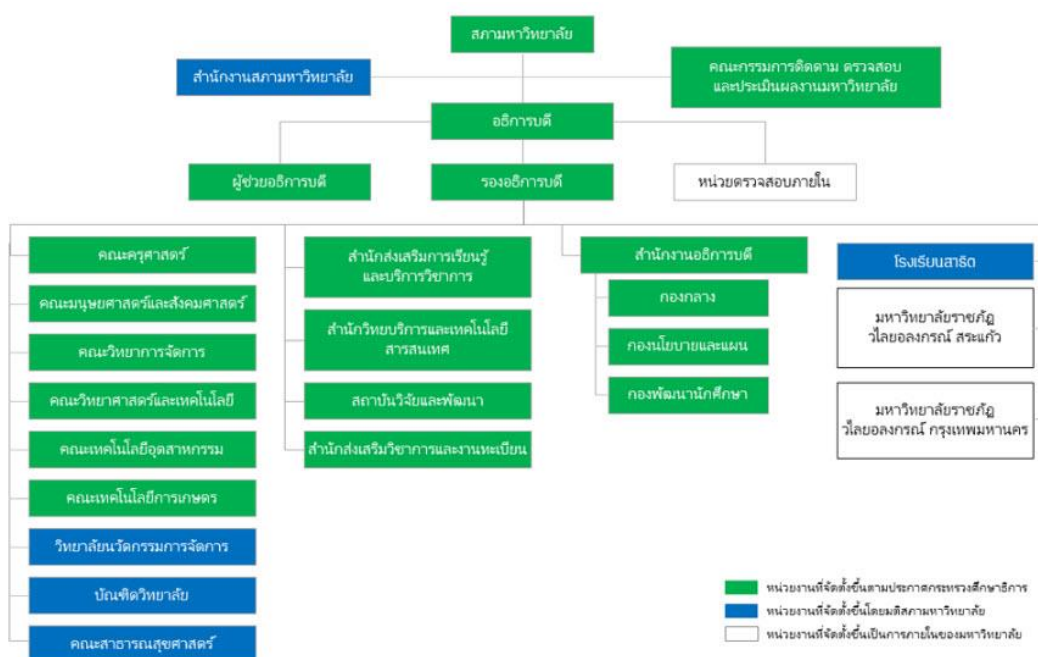 สภามหาวิทยาลัย
สำนักงานสภามหาวิทยาลัย
คณะกรรมการติดตาม ตรวจสอบ
และประเมินผลงานมหาวิทยาลัย
อธิการบดี
ผู้ช่วยอธิการบดี
รองอธิการบดี
หน่วยตรวจสอบภายใน
คณะครุศาสตร์
คณะมนุษยศาสตร์และสังคมศาสตร์
คณะวิทยาการจัดการ
คณะวิทยาศาสตร์และเทคโนโลยี
คณะเทคโนโลยีอุตสาหกรรม
คณะเทคโนโลยีการเกษตร
วิทยาลัยนวัตกรรมการจัดการ
บัณฑิตวิทยาลัย
คณะสาธารณสุขศาสตร์
สำนักส่งเสริมการเรียนรู้
และบริการวิชาการ
สำนักวิทยบริการและเทคโนโลยี
สารสนเทศ
สถาบันวิจัยและพัฒนา
สำนักส่งเสริมวิชาการและงานทะเบียน
สำนักงานอธิการบดี
กองกลาง
กองนโยบายและแผน
กองพัฒนานักศึกษา
โรงเรียนสาธิต
มหาวิทยาลัยราชภัฏ
วไลยอลงกรณ์ สระแก้ว
มหาวิทยาลัยราชภัฏ
วไลยอลงกรณ์ กรุงเทพมหานคร
หน่วยงานที่จัดตั้งขึ้นตามประกาศกระทรวงศึกษาธิการ
หน่วยงานที่จัดตั้งขึ้นโดยมติสภามหาวิทยาลัย
หน่วยงานที่จัดตั้งขึ้นเป็นการภายในของมหาวิทยาลัย